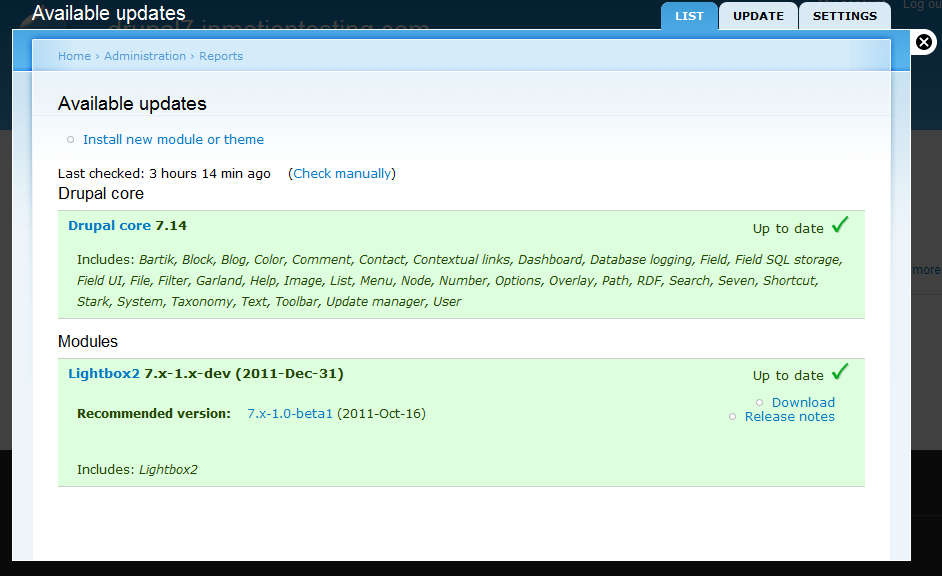 Available updates
drupal7.inmotiontesting.com
Log ou
LIST
UPDATE
SETTINGS
Home › Administration › Reports
Available updates
Install new module or theme
Last checked: 3 hours 14 min ago (Check manually)
Drupal core
Drupal core 7.14
Up to date
Includes: Bartik, Block, Blog, Color, Comment, Contact, Contextual links, Dashboard, Database logging, Field, Field SQL storage,
Field UI, File, Filter, Garland, Help, Image, List, Menu, Node, Number, Options, Overlay, Path, RDF, Search, Seven, Shortcut,
Stark, System, Taxonomy, Text, Toolbar, Update manager, User
more
Modules
Lightbox2 7.x-1.x-dev (2011-Dec-31)
Up to date
Recommended version: 7.x-1.0-beta1 (2011-Oct-16)
Download
Release notes
Includes: Lightbox2